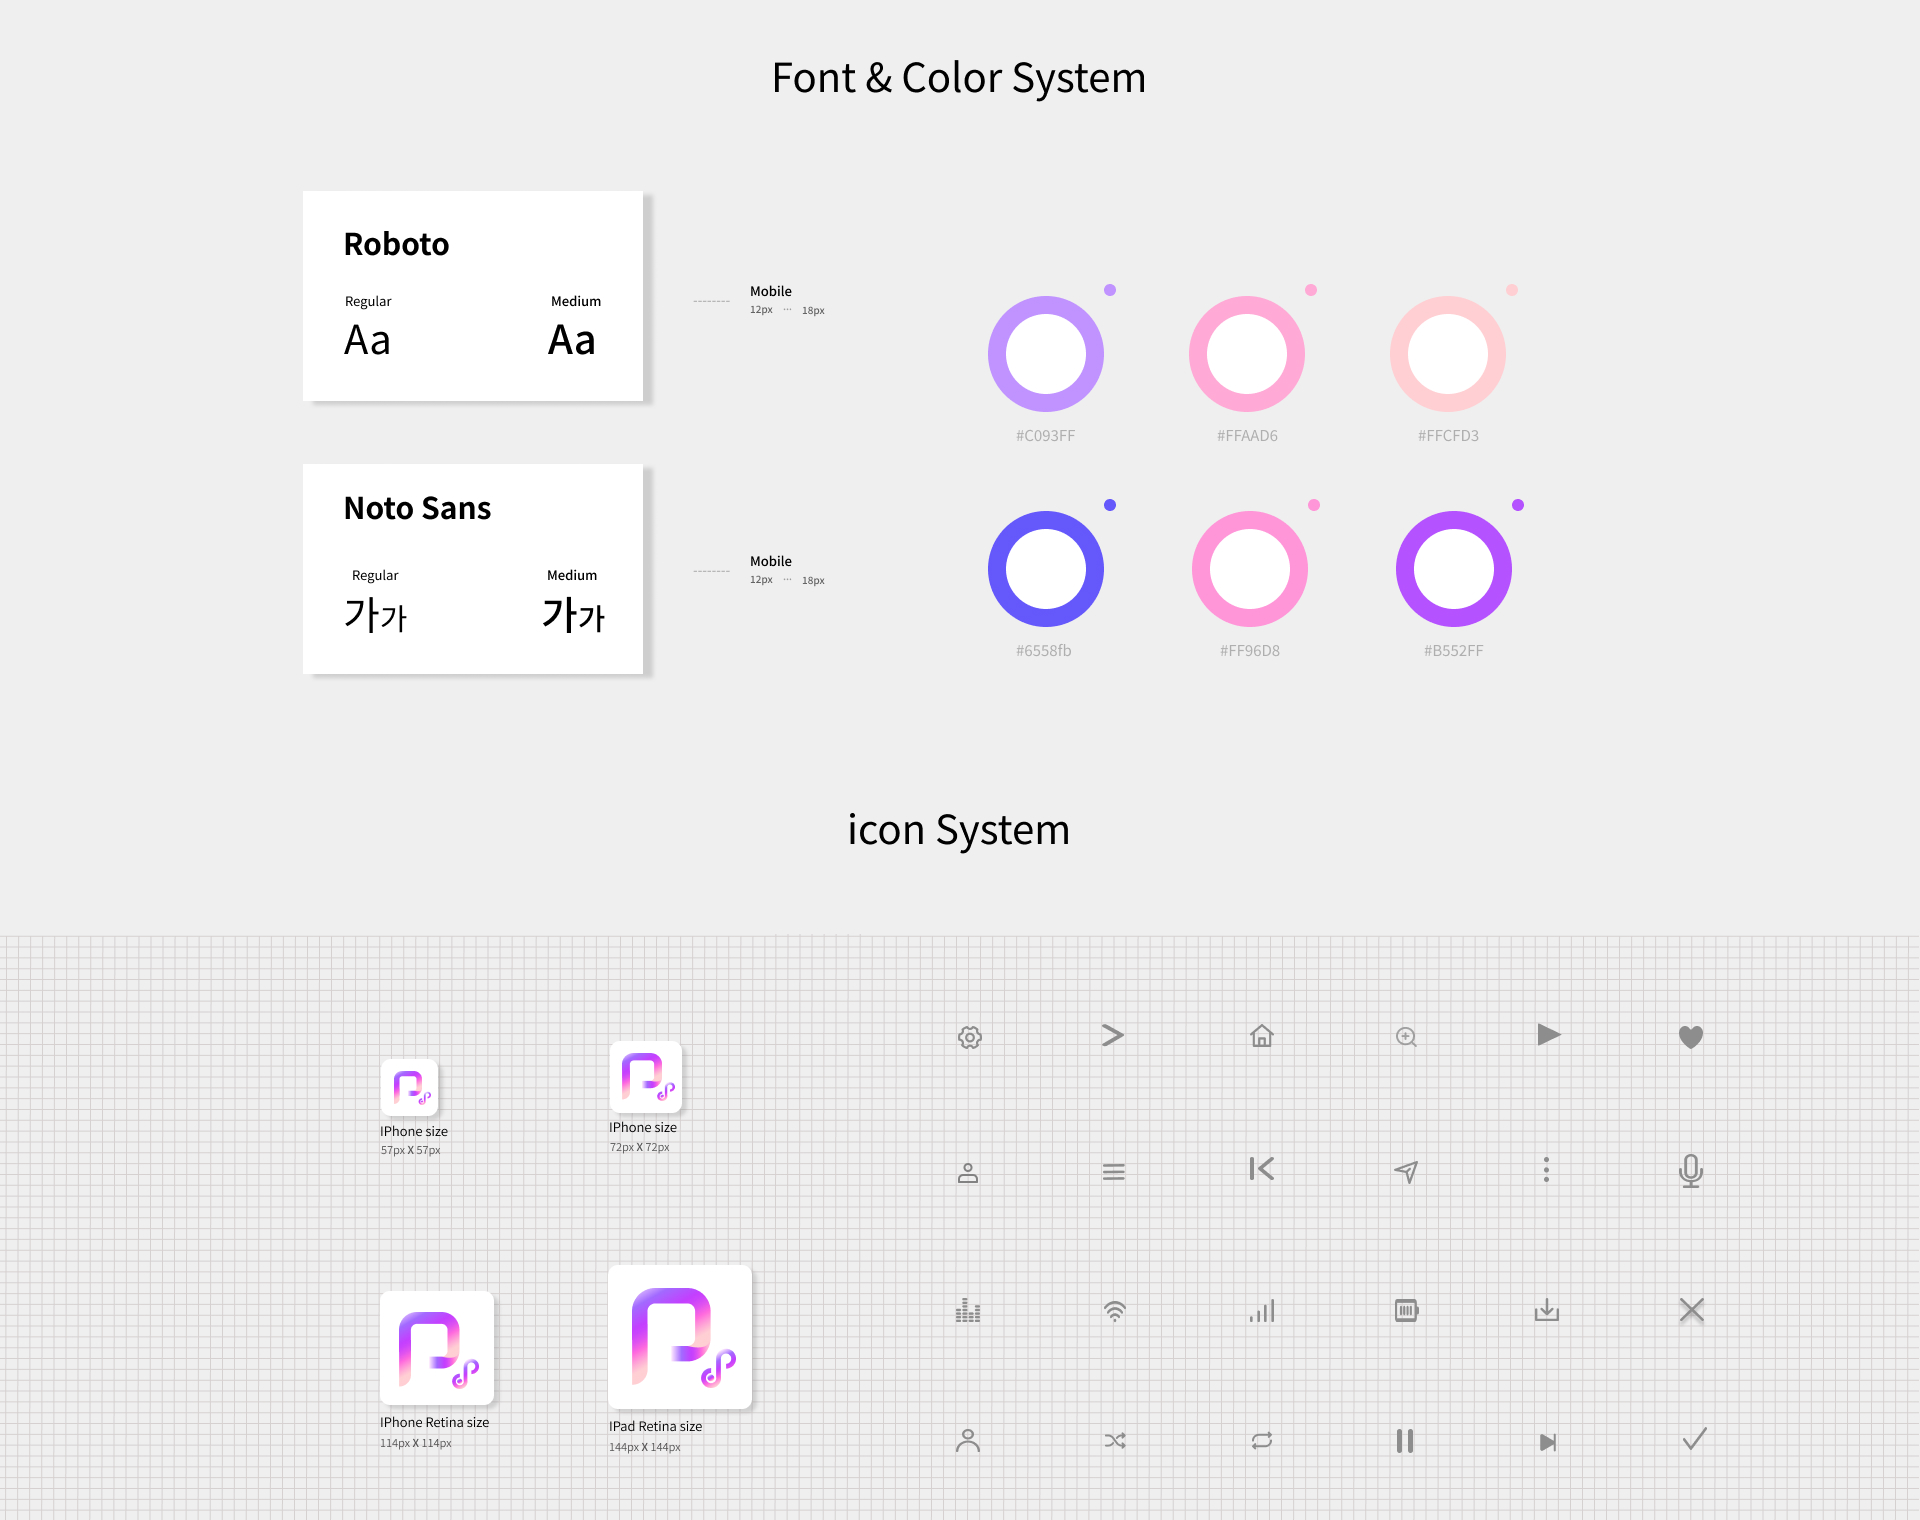 Font & Color System
Roboto
Regular
Medium
Aa
Aa
Mobile
12px ··· 18px
Noto Sans
Regular
Medium
가가
가가
Mobile
12px ··· 18px
#C093FF
#FFAAD6
#FFCFD3
#6558fb
#FF96D8
#B552FF
icon System
IPhone size
57px X 57px
IPhone size
72px X 72px
IPhone Retina size
114px X 114px
IPad Retina size
144px X 144px